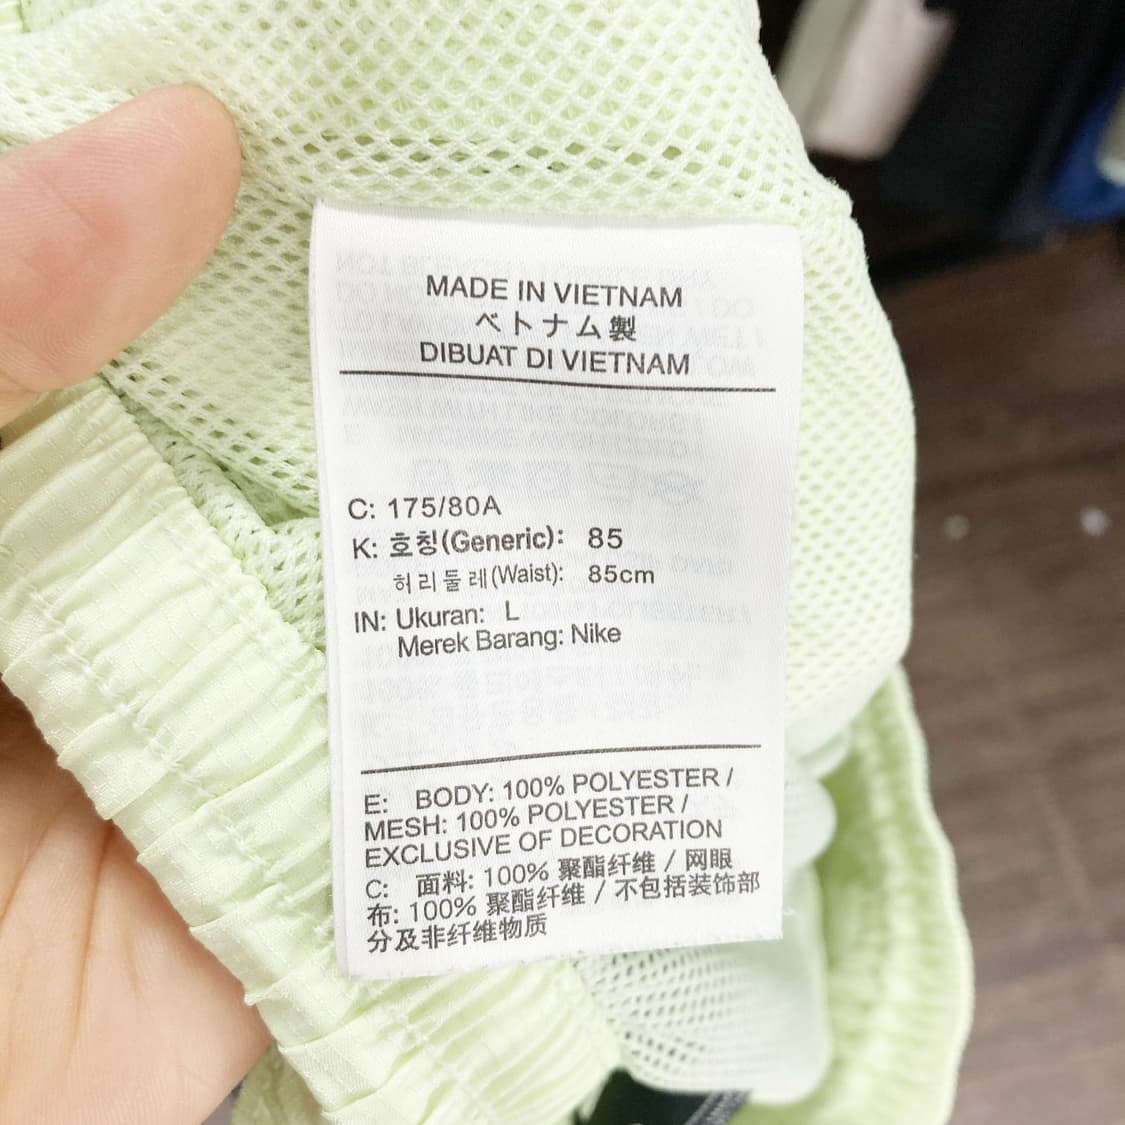 MADE IN VIETNAM
ベトナム製
DIBUAT DI VIETNAM
C: 175/80A
K: 호칭(Generic): 85
허리둘레(Waist): 85cm
IN: Ukuran: L
Merek Barang: Nike
E: BODY: 100% POLYESTER /
MESH: 100% POLYESTER /
EXCLUSIVE OF DECORATION
C: 面料: 100% 聚酯纤维 / 网眼
布: 100% 聚酯纤维 / 不包括装饰部
分及非纤维物质